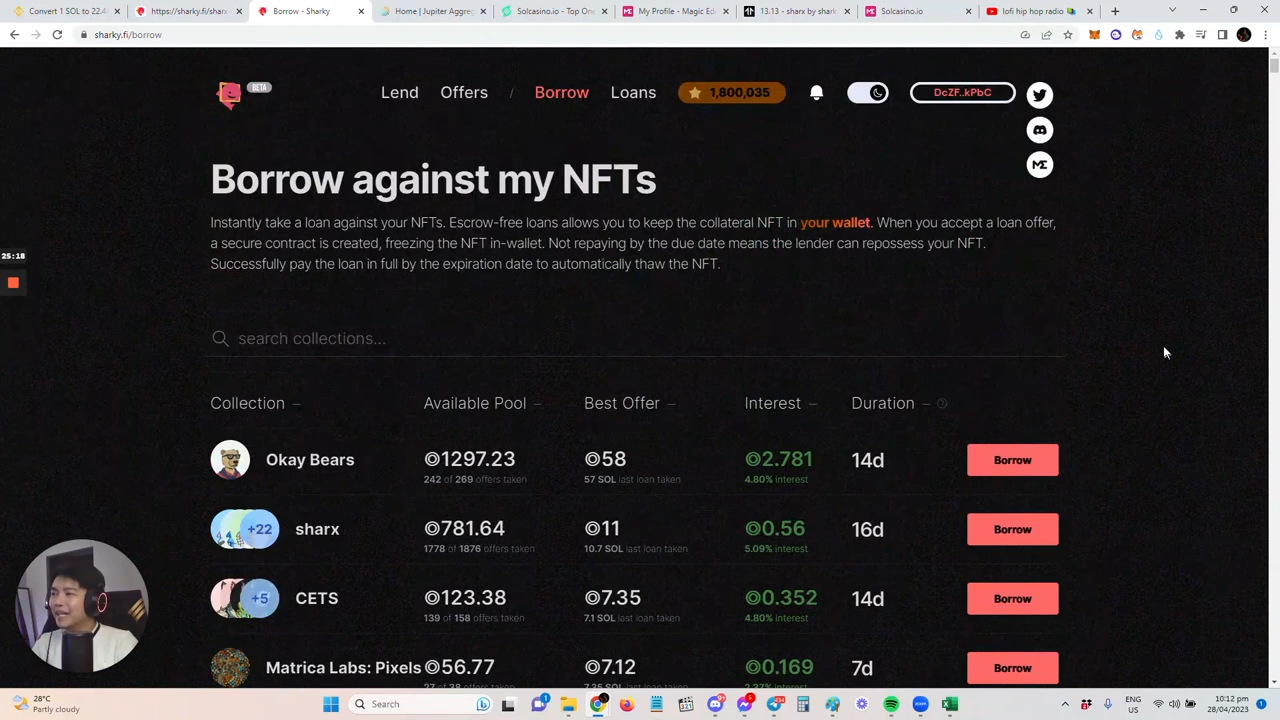 Convert 1 SOL to 22.4
https://sharky.fi/sharx
Borrow - Sharky
Home | Jupiter Aggreg
Solcasino.io - Top One
My Profile - Magic Ed
13.13 - sharx by shark
Solcasino.io
lofi hip hop radio
sharky.fi/borrow
BETA
Lend Offers / Borrow Loans 1,800,035 DcZF..kPbC
Borrow against my NFTs
Instantly take a loan against your NFTs. Escrow-free loans allows you to keep the collateral NFT in your wallet. When you accept a loan offer,
a secure contract is created, freezing the NFT in-wallet. Not repaying by the due date means the lender can repossess your NFT.
Successfully pay the loan in full by the expiration date to automatically thaw the NFT.
25:18
search collections...
Collection Available Pool Best Offer Interest Duration
Okay Bears 1297.23 58 2.781 14d Borrow
242 of 269 offers taken 57 SOL last loan taken 4.80% interest
+22 sharx 781.64 11 0.56 16d Borrow
1778 of 1876 offers taken 10.7 SOL last loan taken 5.09% interest
+5 CETS 123.38 7.35 0.352 14d Borrow
139 of 158 offers taken 7.1 SOL last loan taken 4.80% interest
Matrica Labs: Pixels 56.77 7.12 0.169 7d Borrow
28°C
Partly cloudy
Search
ENG
US
10:12 pm
28/04/2023